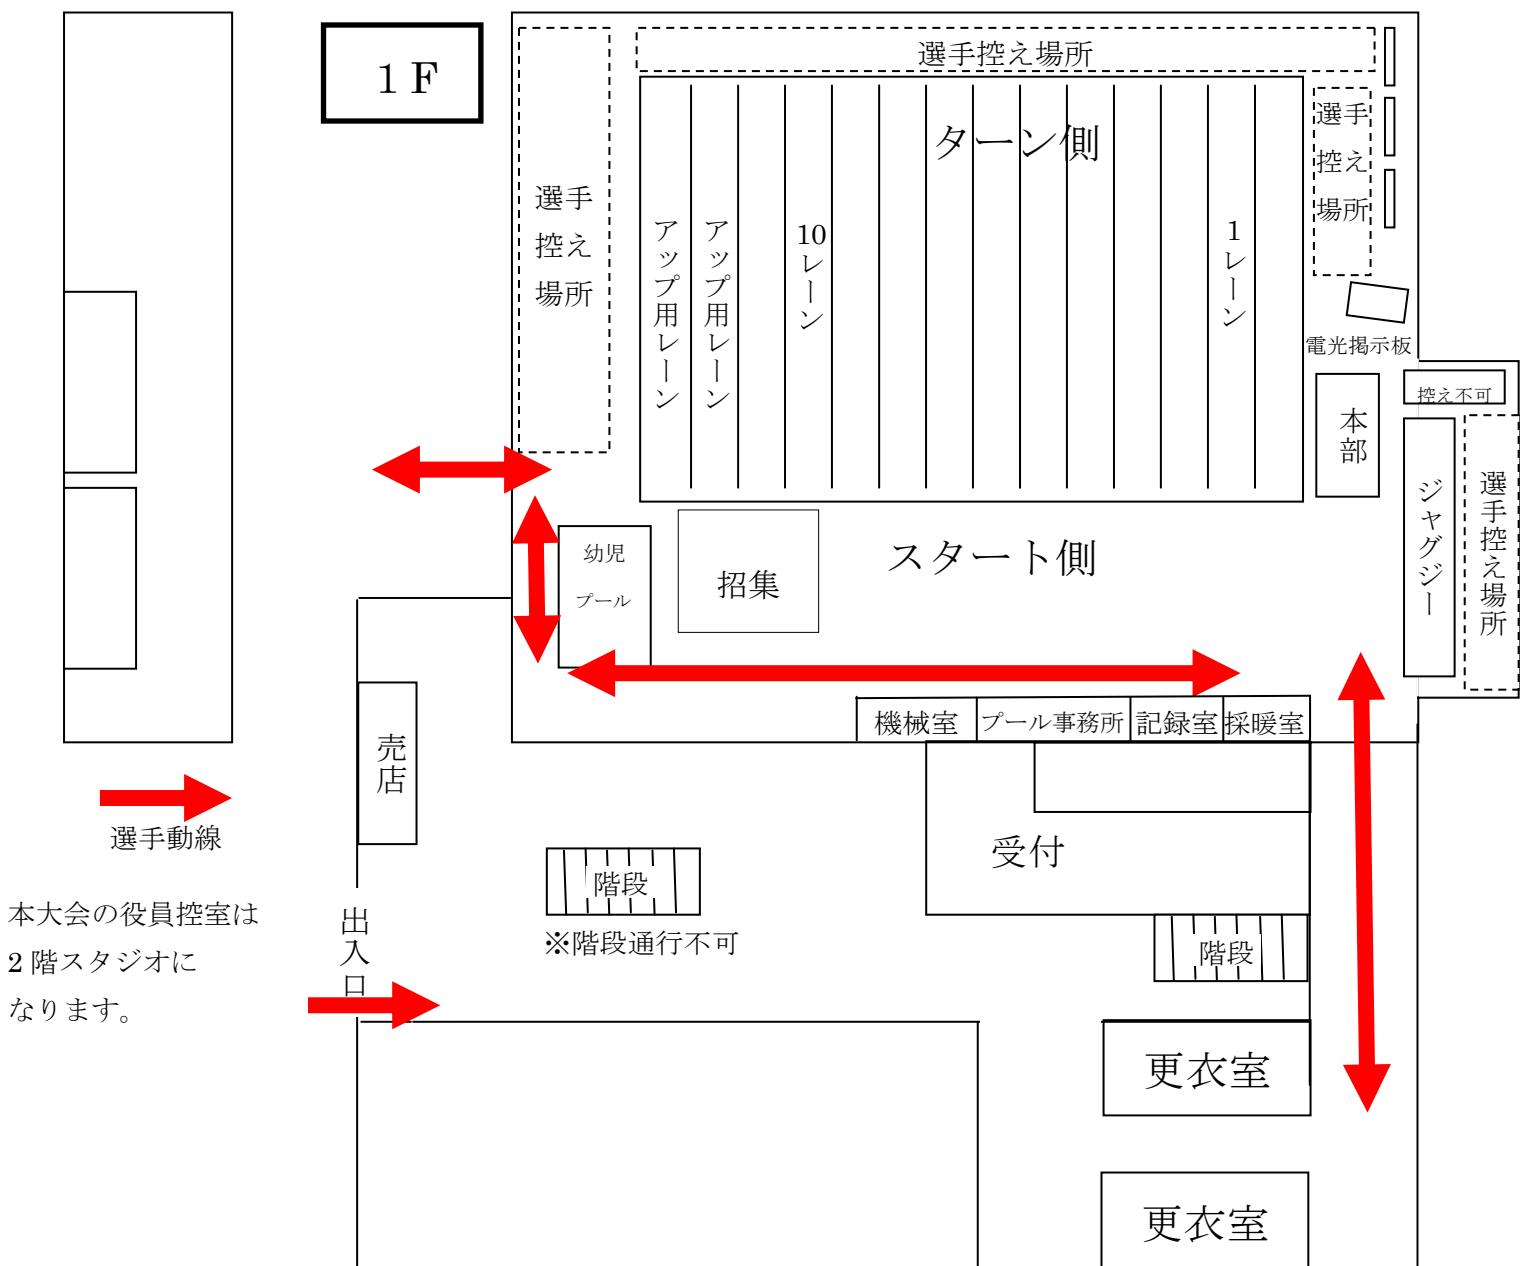 １F
選手控え場所
選手
控え
場所
ターン側
選手
控え
場所
アップ用レーン
アップ用レーン
10レーン
1レーン
電光掲示板
控え不可
本部
ジャグジー
選手控え場所
幼児
プール
招集
スタート側
機械室
プール事務所
記録室
採暖室
売店
選手動線
受付
階段
※階段通行不可
階段
本大会の役員控室は
2階スタジオに
なります。
出入口
更衣室
更衣室